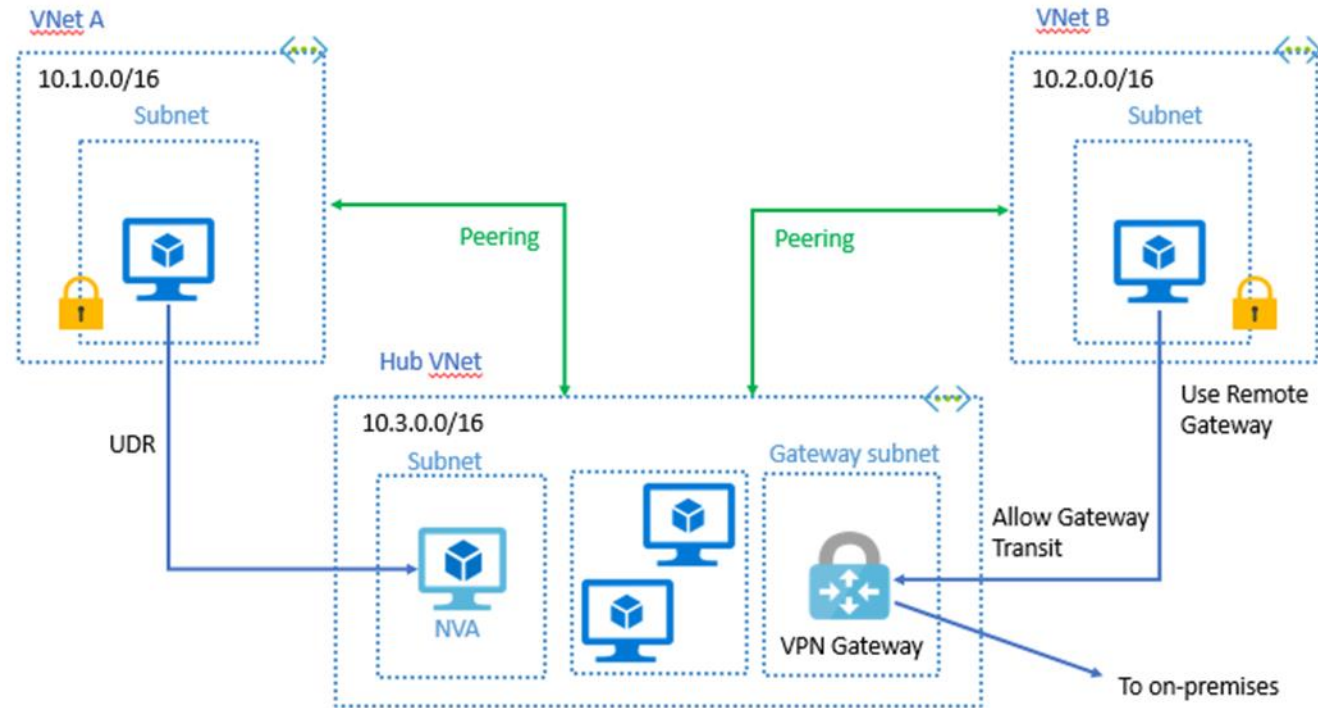 VNet A
10.1.0.0/16
Subnet
VNet B
10.2.0.0/16
Subnet
Peering
Peering
UDR
Use Remote
Gateway
Hub VNet
10.3.0.0/16
Subnet
NVA
Gateway subnet
VPN Gateway
Allow Gateway
Transit
To on-premises